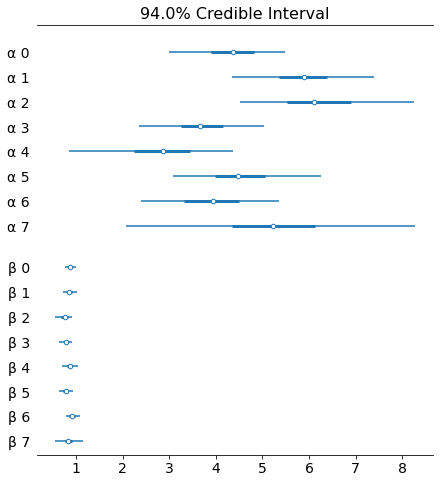 94.0% Credible Interval
α 0
α 1
α 2
α 3
α 4
α 5
α 6
α 7
β 0
β 1
β 2
β 3
β 4
β 5
β 6
β 7
1 2 3 4 5 6 7 8